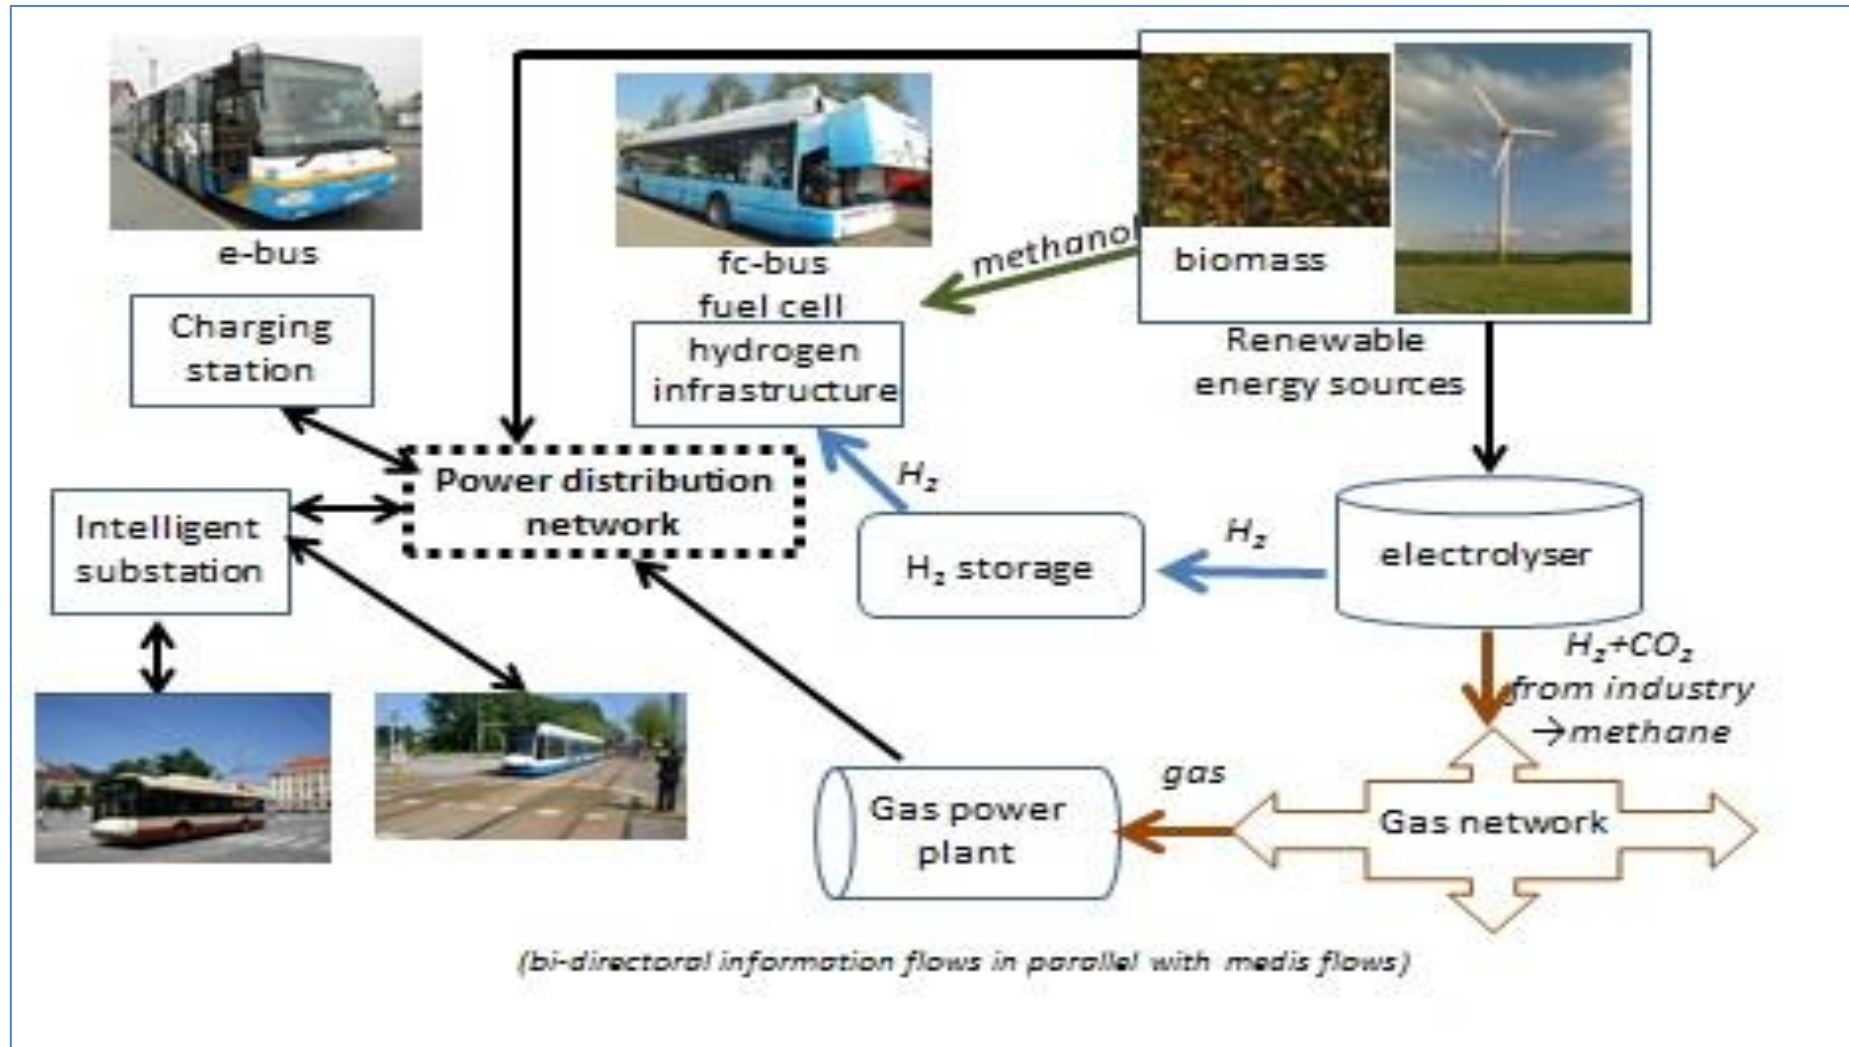 e-bus
Charging
station
fc-bus
fuel cell
hydrogen
infrastructure
methanol
biomass
Renewable
energy sources
Power distribution
network
Intelligent
substation
H₂
H₂ storage
H₂
electrolyser
H₂+CO₂
from industry
→methane
gas
Gas power
plant
Gas network
(bi-directoral information flows in parallel with medis flows)